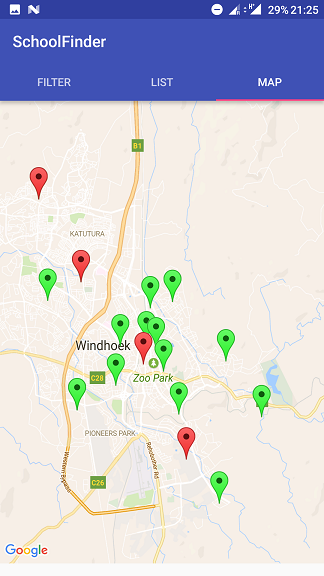 29% 21:25
SchoolFinder
FILTER LIST MAP
B1
KATUTURA
Windhoek
Zoo Park
C28
PIONEERS PARK
Rehobother Rd
Western Bypass
C26
Google